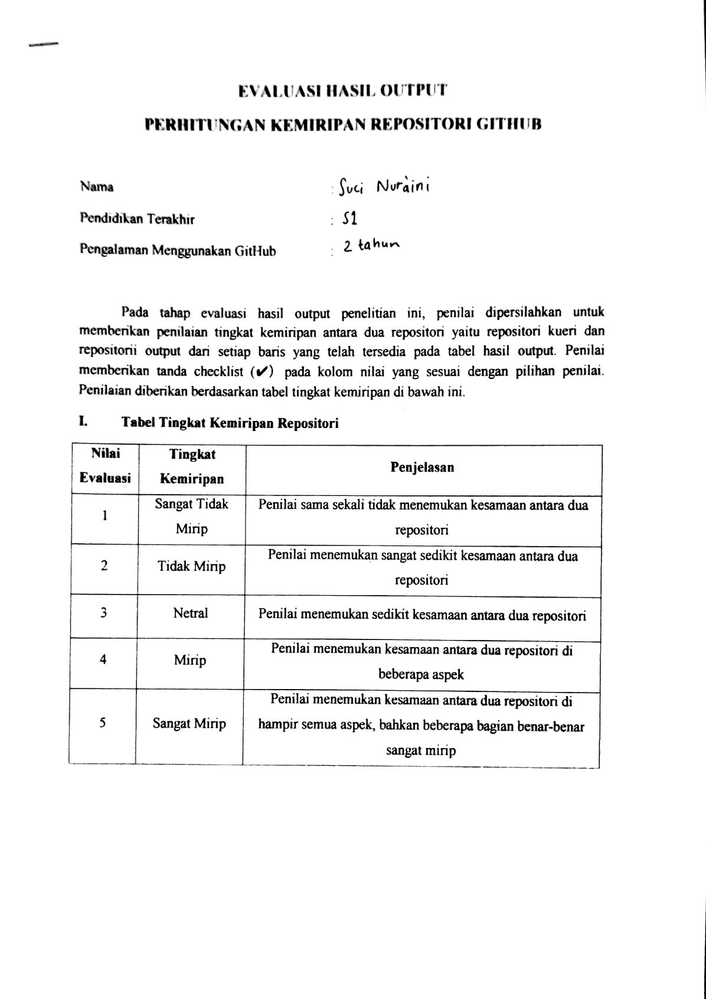 EVALUASI HASIL OUTPUT
PERHITUNGAN KEMIRIPAN REPOSITORI GITHUB
Nama : Suci Nur'aini
Pendidikan Terakhir : S1
Pengalaman Menggunakan GitHub : 2 tahun
Pada tahap evaluasi hasil output penelitian ini, penilai dipersilahkan untuk
memberikan penilaian tingkat kemiripan antara dua repositori yaitu repositori kueri dan
repositorii output dari setiap baris yang telah tersedia pada tabel hasil output. Penilai
memberikan tanda checklist (✔) pada kolom nilai yang sesuai dengan pilihan penilai.
Penilaian diberikan berdasarkan tabel tingkat kemiripan di bawah ini.
I. Tabel Tingkat Kemiripan Repositori
Nilai
Evaluasi
Tingkat
Kemiripan
Penjelasan
1
Sangat Tidak
Mirip
Penilai sama sekali tidak menemukan kesamaan antara dua
repositori
2
Tidak Mirip
Penilai menemukan sangat sedikit kesamaan antara dua
repositori
3
Netral
Penilai menemukan sedikit kesamaan antara dua repositori
4
Mirip
Penilai menemukan kesamaan antara dua repositori di
beberapa aspek
5
Sangat Mirip
Penilai menemukan kesamaan antara dua repositori di
hampir semua aspek, bahkan beberapa bagian benar-benar
sangat mirip